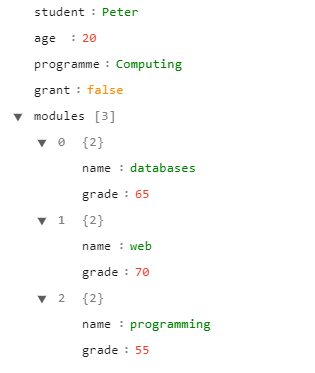 student : Peter
age : 20
programme : Computing
grant : false
modules [3]
0 {2}
name : databases
grade : 65
1 {2}
name : web
grade : 70
2 {2}
name : programming
grade : 55